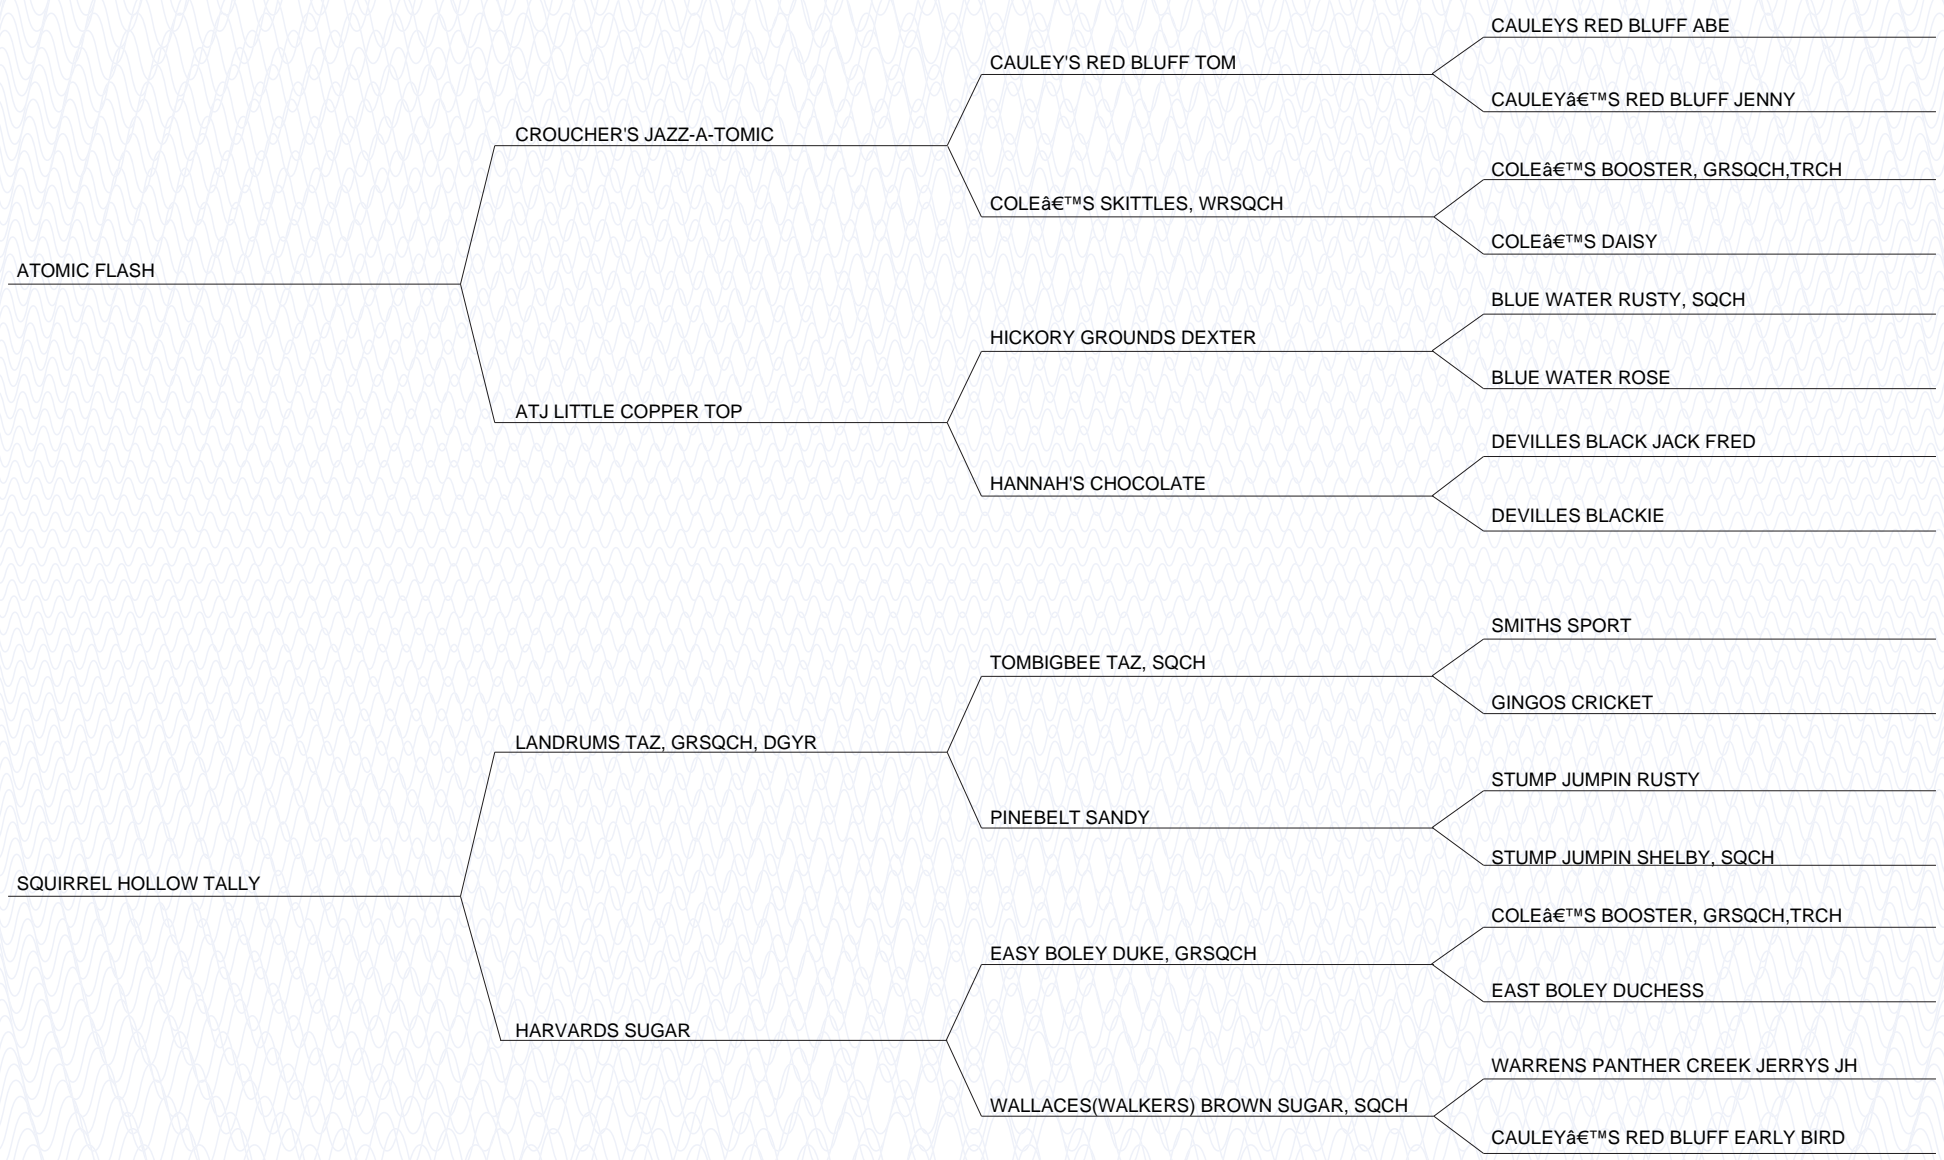 CAULEYS RED BLUFF ABE
CAULEY'S RED BLUFF TOM
CAULEYâ€™S RED BLUFF JENNY
CROUCHER'S JAZZ-A-TOMIC
COLEâ€™S BOOSTER, GRSQCH,TRCH
COLEâ€™S SKITTLES, WRSQCH
COLEâ€™S DAISY
ATOMIC FLASH
BLUE WATER RUSTY, SQCH
HICKORY GROUNDS DEXTER
BLUE WATER ROSE
ATJ LITTLE COPPER TOP
DEVILLES BLACK JACK FRED
HANNAH'S CHOCOLATE
DEVILLES BLACKIE
SMITHS SPORT
TOMBIGBEE TAZ, SQCH
GINGOS CRICKET
LANDRUMS TAZ, GRSQCH, DGYR
STUMP JUMPIN RUSTY
PINEBELT SANDY
STUMP JUMPIN SHELBY, SQCH
SQUIRREL HOLLOW TALLY
COLEâ€™S BOOSTER, GRSQCH,TRCH
EASY BOLEY DUKE, GRSQCH
EAST BOLEY DUCHESS
HARVARDS SUGAR
WARRENS PANTHER CREEK JERRYS JH
WALLACES(WALKERS) BROWN SUGAR, SQCH
CAULEYâ€™S RED BLUFF EARLY BIRD